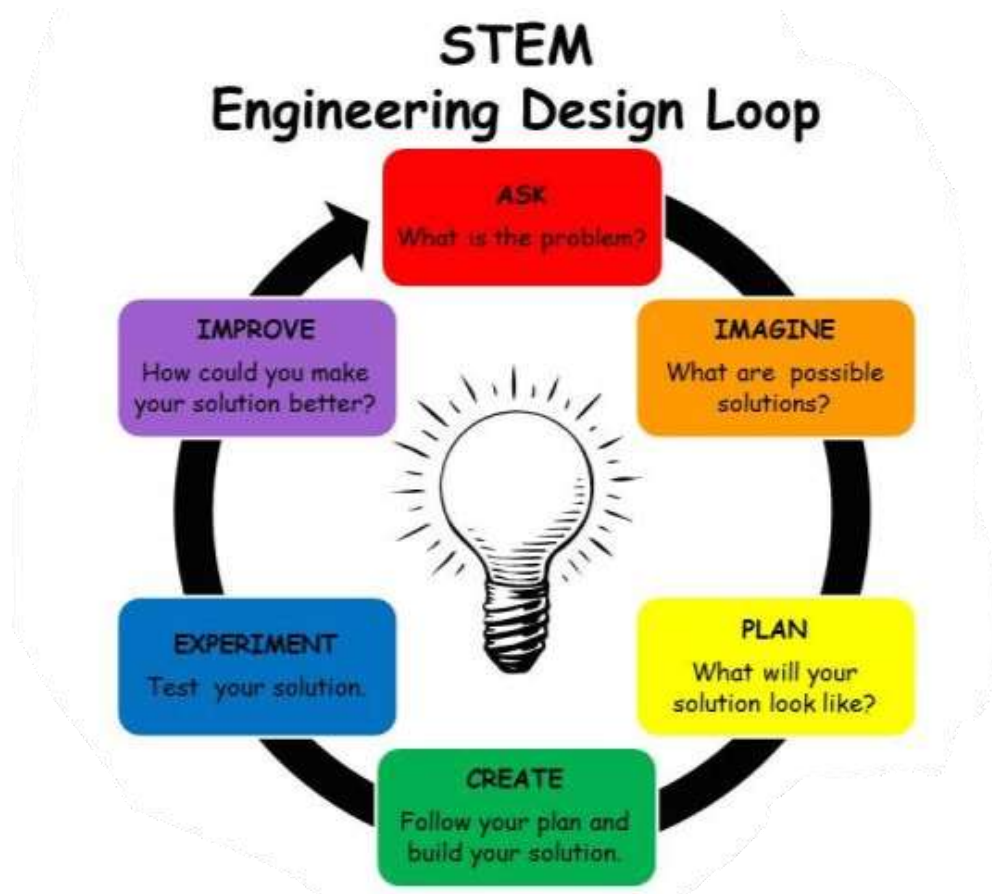 STEM
Engineering Design Loop
ASK
What is the problem?
IMAGINE
What are possible
solutions?
PLAN
What will your
solution look like?
CREATE
Follow your plan and
build your solution.
EXPERIMENT
Test your solution.
IMPROVE
How could you make
your solution better?